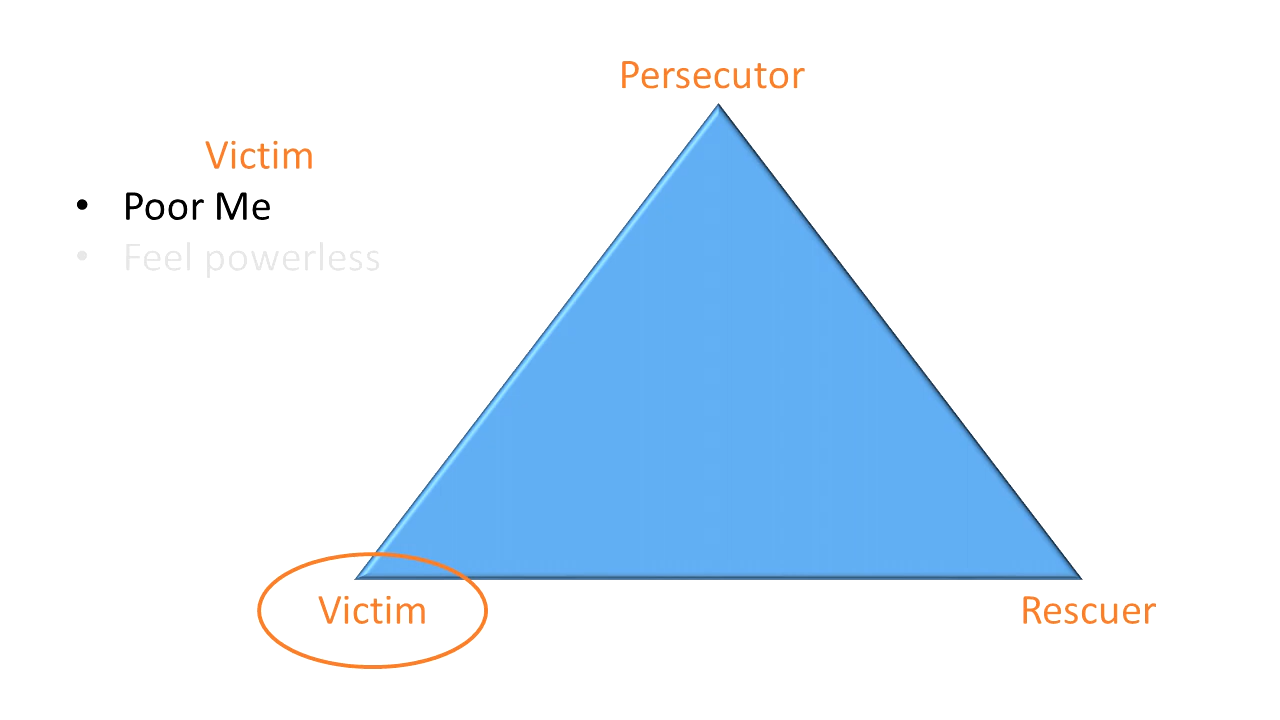 Persecutor
Victim
• Poor Me
• Feel powerless
Victim
Rescuer